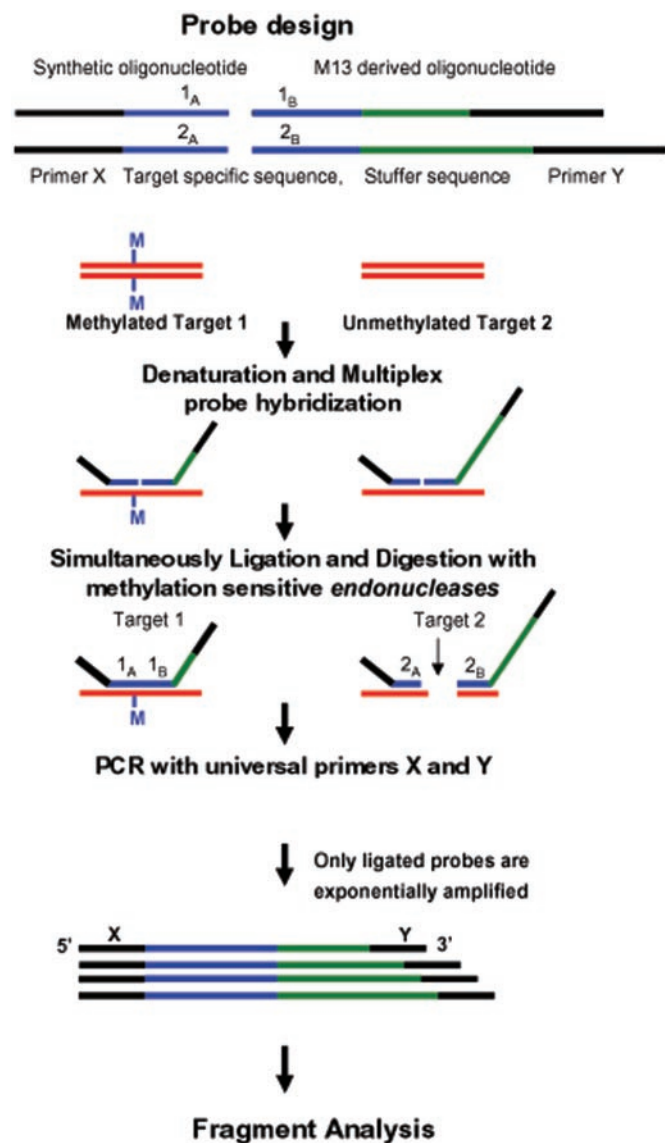 Probe design
Synthetic oligonucleotide M13 derived oligonucleotide
1A 1B
2A 2B
Primer X Target specific sequence, Stuffer sequence Primer Y
M
M
Methylated Target 1 Unmethylated Target 2
Denaturation and Multiplex
probe hybridization
M
Simultaneously Ligation and Digestion with
methylation sensitive endonucleases
Target 1 Target 2
1A 1B 2A 2B
M
PCR with universal primers X and Y
Only ligated probes are
exponentially amplified
X Y
5' 3'
Fragment Analysis